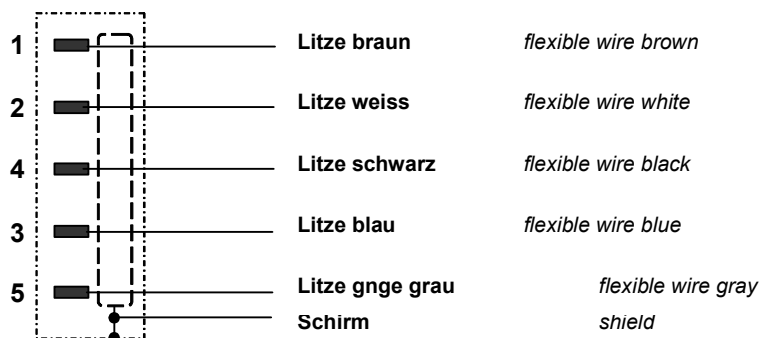 1 Litze braun flexible wire brown
2 Litze weiss flexible wire white
4 Litze schwarz flexible wire black
3 Litze blau flexible wire blue
5 Litze gnge grau flexible wire gray
Schirm shield